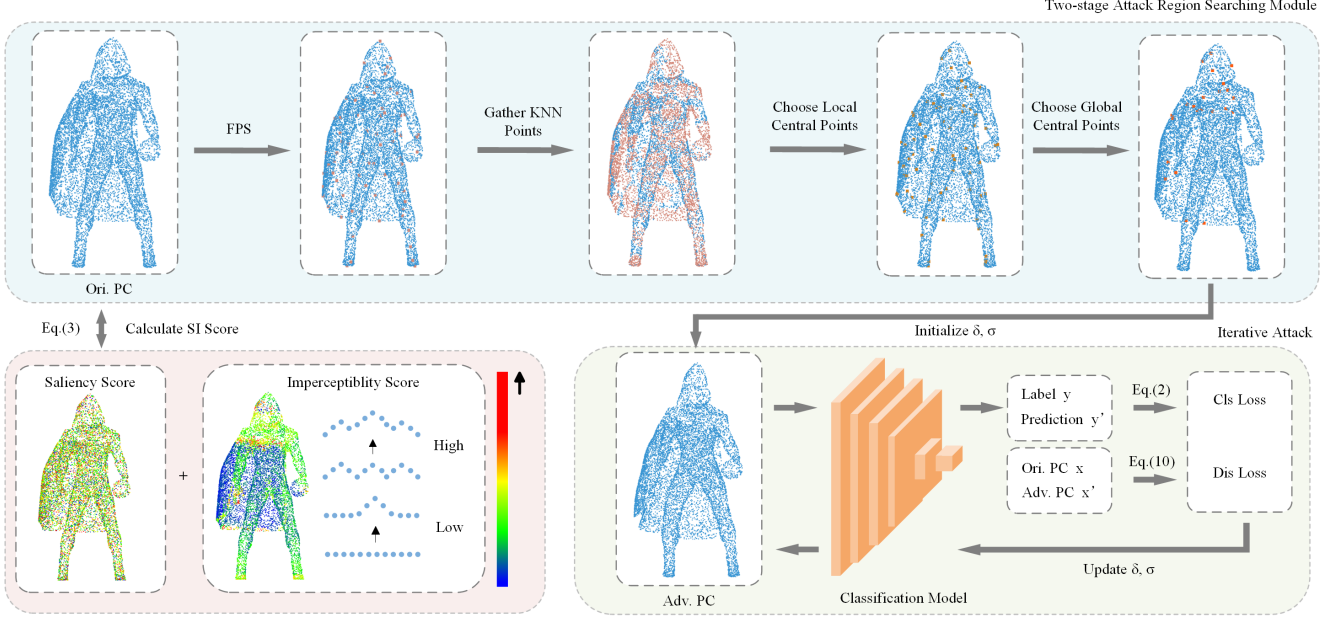 Two-stage Attack Region Searching Module
FPS
Gather KNN
Points
Choose Local
Central Points
Choose Global
Central Points
Ori. PC
Eq.(3)
Calculate SI Score
Initialize δ, σ
Iterative Attack
Saliency Score
Imperceptiblity Score
High
+
Low
Label y
Prediction y'
Eq.(2)
Cls Loss
Ori. PC x
Adv. PC x'
Eq.(10)
Dis Loss
Update δ, σ
Adv. PC
Classification Model